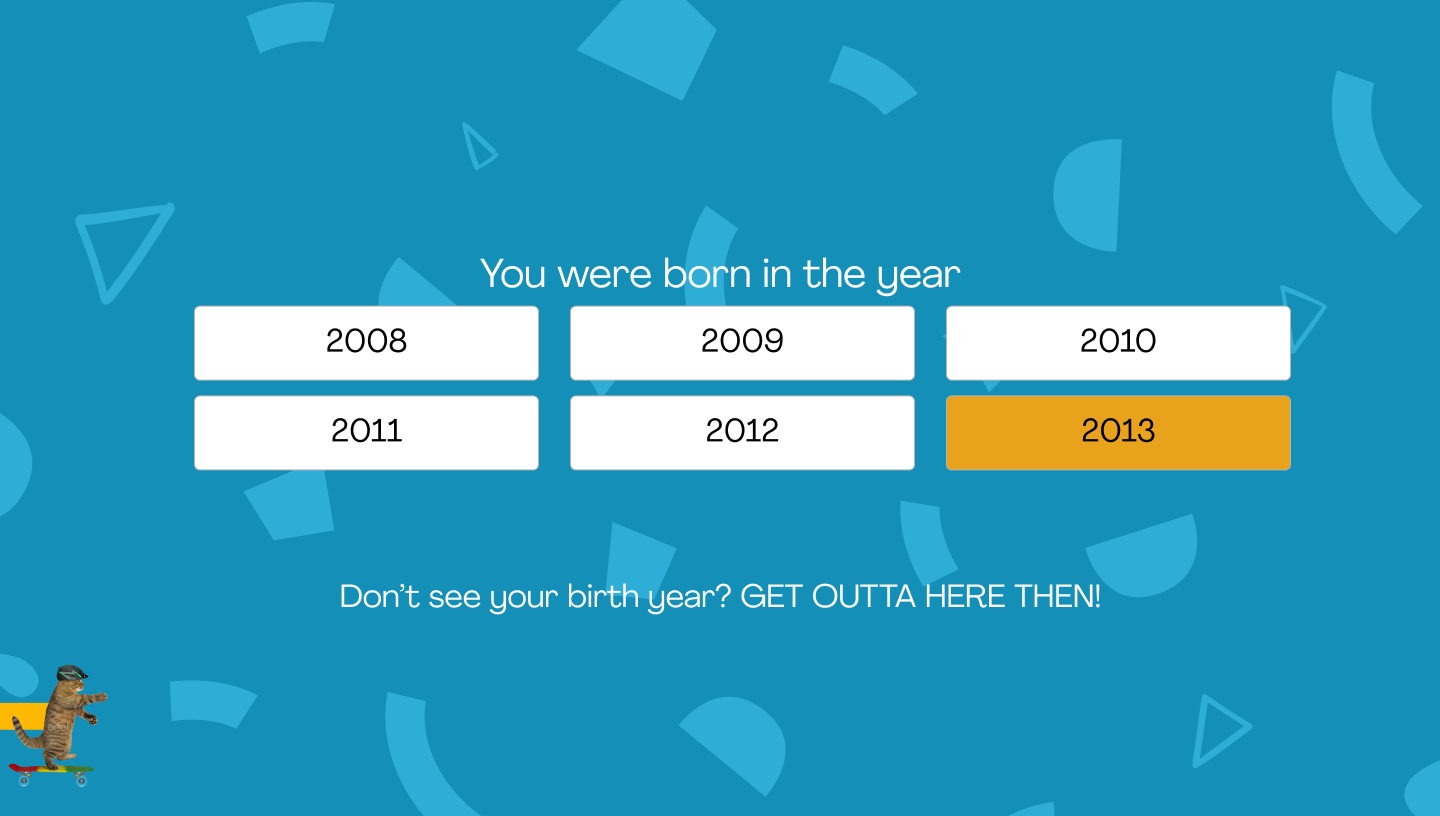 You were born in the year
2008 2009 2010
2011 2012 2013
Don't see your birth year? GET OUTTA HERE THEN!